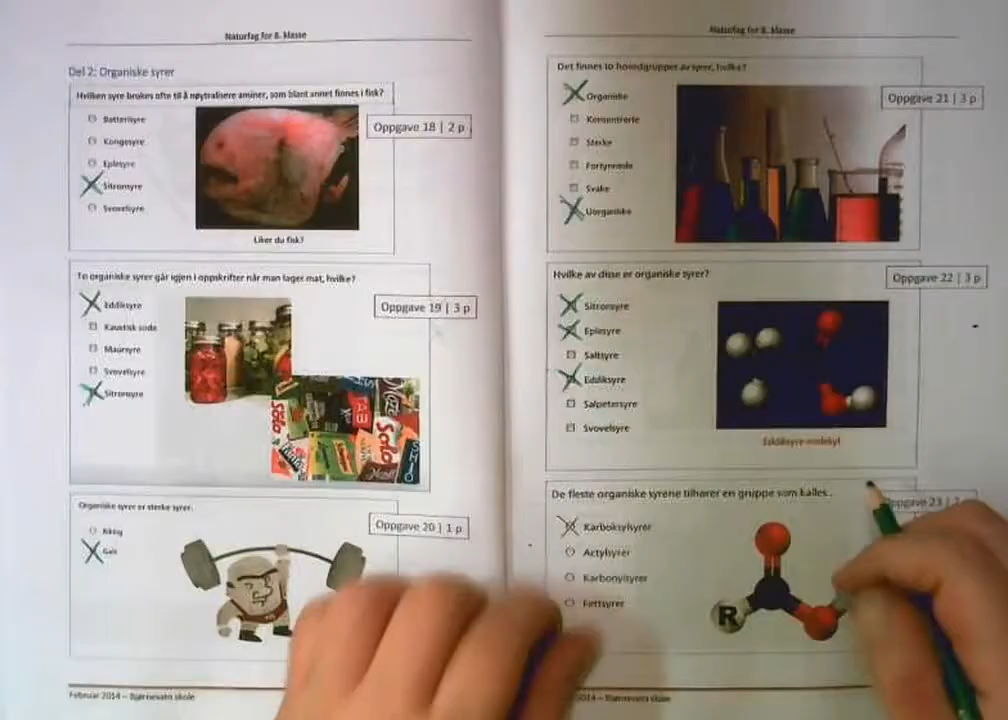 Naturfag for 8. klasse
Del 2: Organiske syrer
Hvilken syre brukes ofte til å nøytralisere aminer, som blant annet finnes i fisk?
Oppgave 18 | 2 p
Batterisyre
Kongesyre
Eplesyre
Sitronsyre
Svovelsyre
Liker du fisk?
To organiske syrer går igjen i oppskrifter når man lager mat, hvilke?
Oppgave 19 | 3 p
Eddiksyre
Kaustisk soda
Maursyre
Svovelsyre
Sitronsyre
Solo
Solo
Organiske syrer er sterke syrer.
Oppgave 20 | 1 p
Riktig
Galt
Februar 2014 – Bjørnevatn skole
Naturfag for 8. klasse
Det finnes to hovedgrupper av syrer, hvilke?
Oppgave 21 | 3 p
Organiske
Konsentrerte
Sterke
Fortynnede
Svake
Uorganiske
Hvilke av disse er organiske syrer?
Oppgave 22 | 3 p
Sitronsyre
Eplesyre
Saltsyre
Eddiksyre
Salpetersyre
Svovelsyre
Eddiksyre-molekyl
De fleste organiske syrene tilhører en gruppe som kalles..
ppgave 23 |
Karboksylsyrer
Actylsyrer
Karbonylsyrer
Fettsyrer
R
2014 – Bjørnevatn skole